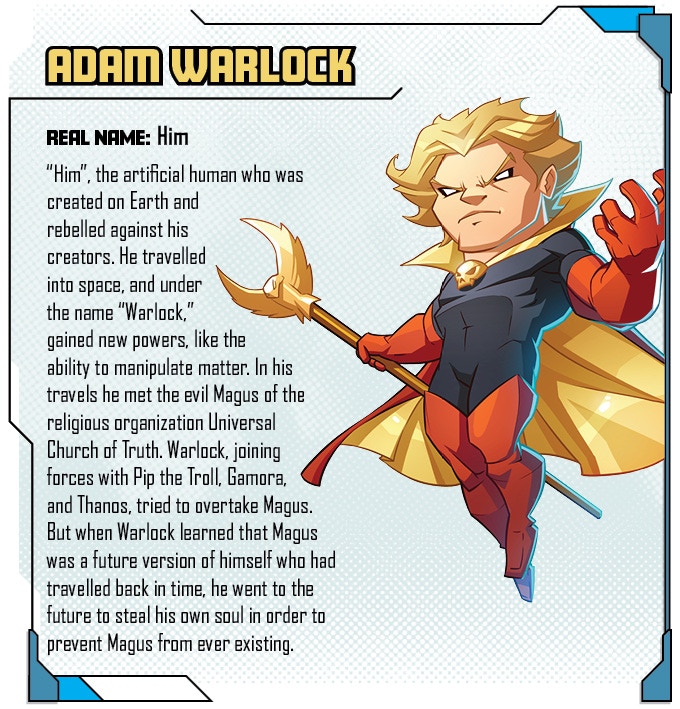 ADAM WARLOCK
REAL NAME: Him
“Him”, the artificial human who was
created on Earth and
rebelled against his
creators. He travelled
into space, and under
the name “Warlock,”
gained new powers, like the
ability to manipulate matter. In his
travels he met the evil Magus of the
religious organization Universal
Church of Truth. Warlock, joining
forces with Pip the Troll, Gamora,
and Thanos, tried to overtake Magus.
But when Warlock learned that Magus
was a future version of himself who had
travelled back in time, he went to the
future to steal his own soul in order to
prevent Magus from ever existing.